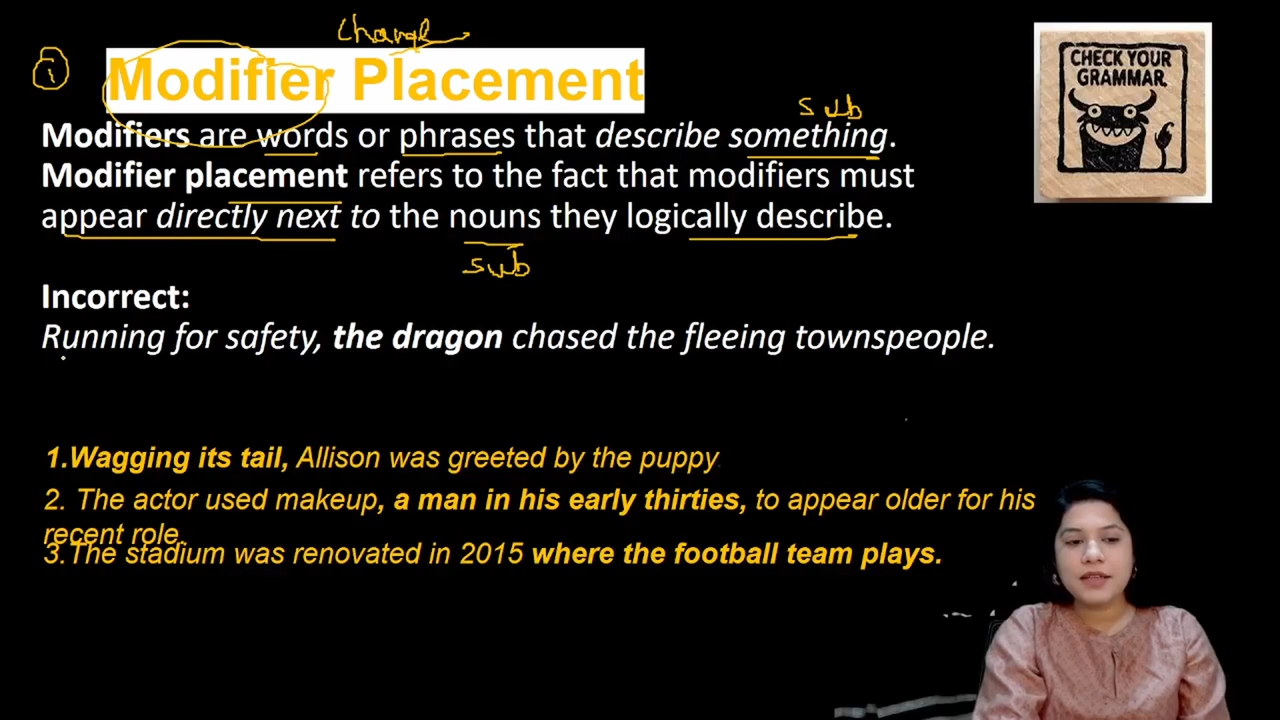 change
i
Modifier Placement
sub
Modifiers are words or phrases that describe something.
Modifier placement refers to the fact that modifiers must
appear directly next to the nouns they logically describe.
sub
Incorrect:
Running for safety, the dragon chased the fleeing townspeople.
1.Wagging its tail, Allison was greeted by the puppy
2. The actor used makeup, a man in his early thirties, to appear older for his
recent role.
3.The stadium was renovated in 2015 where the football team plays.
CHECK YOUR
GRAMMAR.